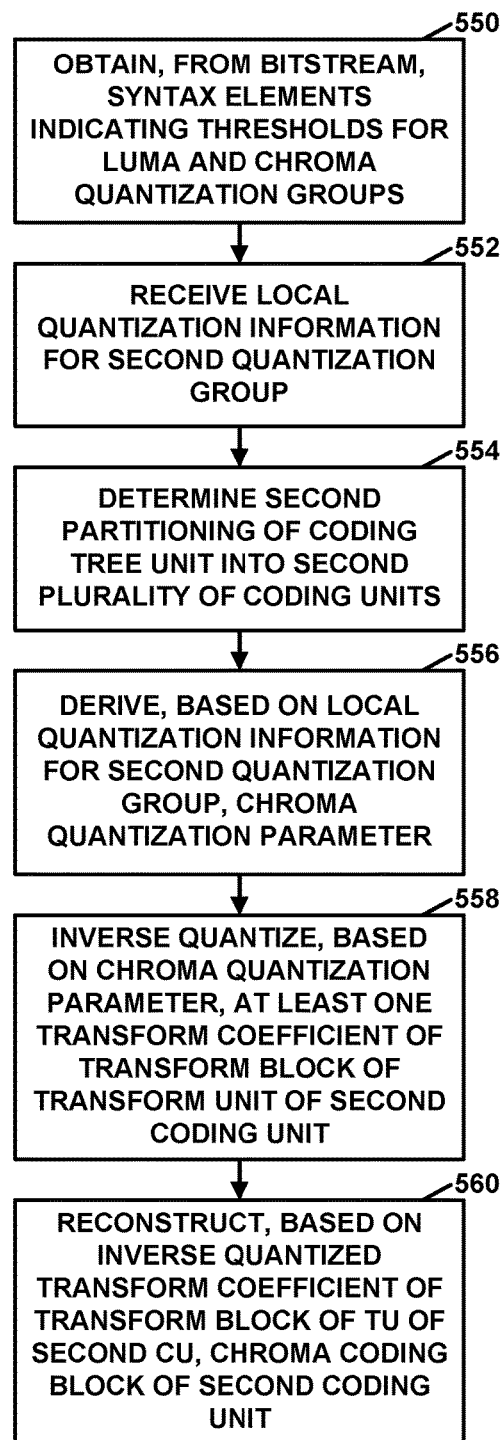 550
OBTAIN, FROM BITSTREAM,
SYNTAX ELEMENTS
INDICATING THRESHOLDS FOR
LUMA AND CHROMA
QUANTIZATION GROUPS
552
RECEIVE LOCAL
QUANTIZATION INFORMATION
FOR SECOND QUANTIZATION
GROUP
554
DETERMINE SECOND
PARTITIONING OF CODING
TREE UNIT INTO SECOND
PLURALITY OF CODING UNITS
556
DERIVE, BASED ON LOCAL
QUANTIZATION INFORMATION
FOR SECOND QUANTIZATION
GROUP, CHROMA
QUANTIZATION PARAMETER
558
INVERSE QUANTIZE, BASED
ON CHROMA QUANTIZATION
PARAMETER, AT LEAST ONE
TRANSFORM COEFFICIENT OF
TRANSFORM BLOCK OF
TRANSFORM UNIT OF SECOND
CODING UNIT
560
RECONSTRUCT, BASED ON
INVERSE QUANTIZED
TRANSFORM COEFFICIENT OF
TRANSFORM BLOCK OF TU OF
SECOND CU, CHROMA CODING
BLOCK OF SECOND CODING
UNIT